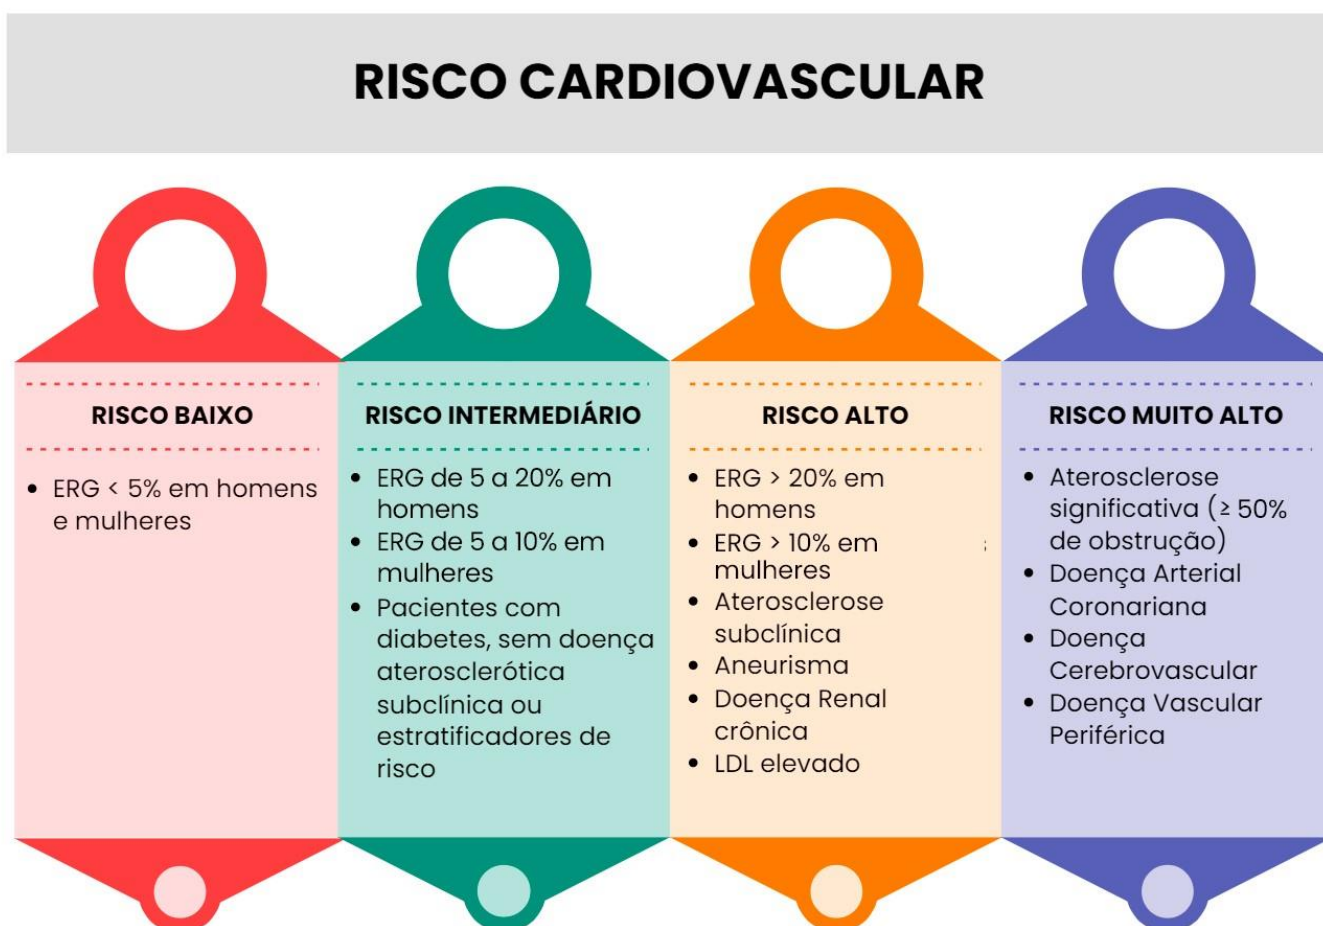 RISCO CARDIOVASCULAR
RISCO BAIXO
• ERG < 5% em homens
e mulheres
RISCO INTERMEDIÁRIO
• ERG de 5 a 20% em
homens
• ERG de 5 a 10% em
mulheres
• Pacientes com
diabetes, sem doença
aterosclerótica
subclínica ou
estratificadores de
risco
RISCO ALTO
• ERG > 20% em
homens
• ERG > 10% em
mulheres
• Aterosclerose
subclínica
• Aneurisma
• Doença Renal
crônica
• LDL elevado
RISCO MUITO ALTO
• Aterosclerose
significativa (≥ 50%
de obstrução)
• Doença Arterial
Coronariana
• Doença
Cerebrovascular
• Doença Vascular
Periférica